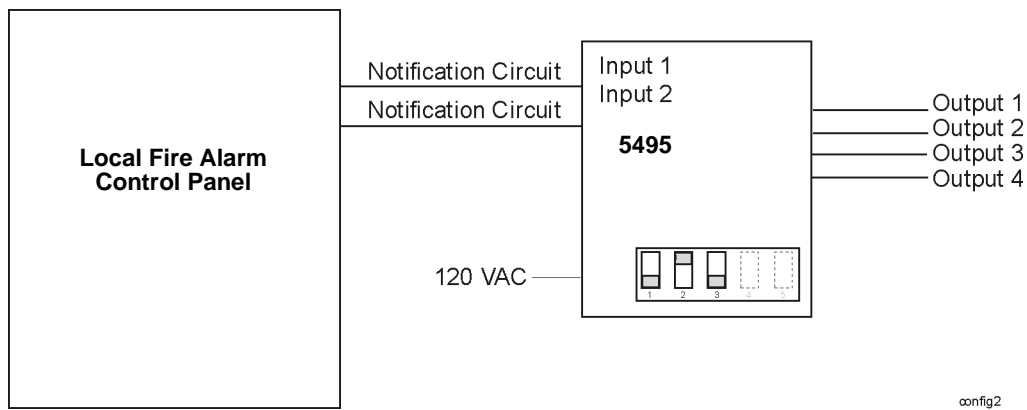 Local Fire Alarm
Control Panel
Notification Circuit
Notification Circuit
Input 1
Input 2
5495
Output 1
Output 2
Output 3
Output 4
120 VAC
1 2 3 4 5
config2